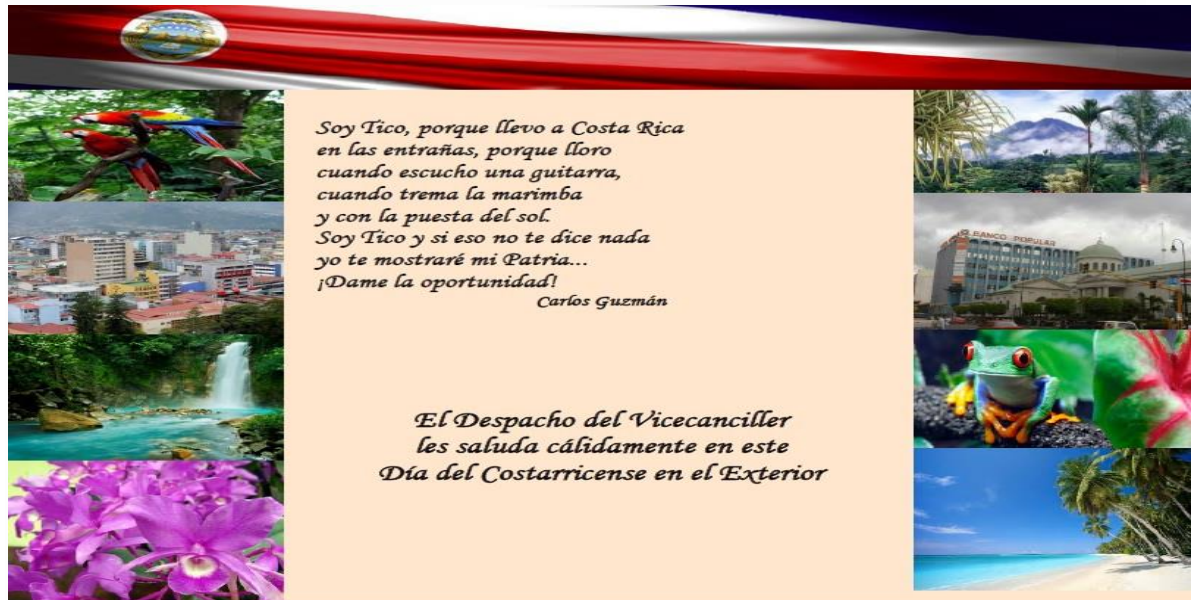 Soy Tico, porque llevo a Costa Rica
en las entrañas, porque lloro
cuando escucho una guitarra,
cuando trema la marimba
y con la puesta del sol.
Soy Tico y si eso no te dice nada
yo te mostraré mi Patria...
¡Dame la oportunidad!
Carlos Guzmán
BANCO POPULAR
El Despacho del Vicecanciller
les saluda cálidamente en este
Día del Costarricense en el Exterior